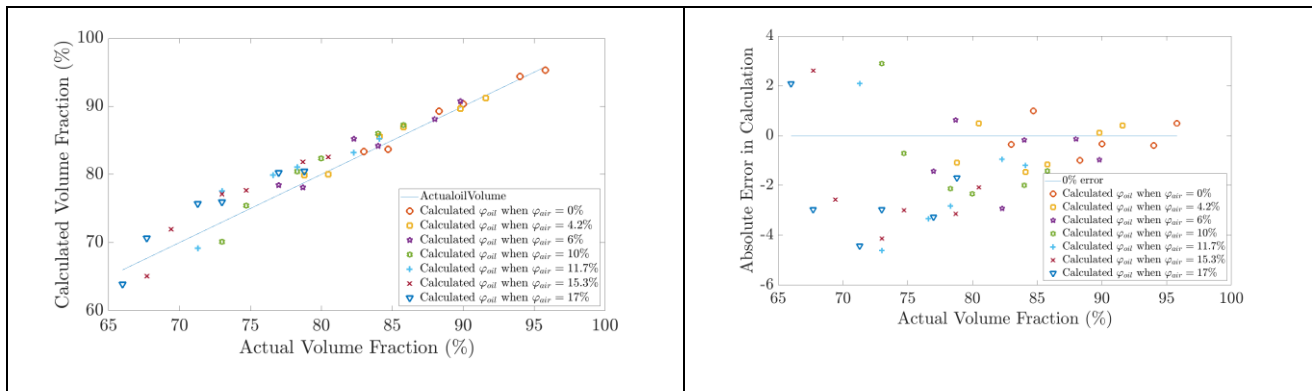 100
90
80
70
60
Calculated Volume Fraction (%)
65 70 75 80 85 90 95 100
Actual Volume Fraction (%)
ActualoilVolume
Calculated φoil when φair = 0%
Calculated φoil when φair = 4.2%
Calculated φoil when φair = 6%
Calculated φoil when φair = 10%
Calculated φoil when φair = 11.7%
Calculated φoil when φair = 15.3%
Calculated φoil when φair = 17%
4
2
0
-2
-4
-6
Absolute Error in Calculation
65 70 75 80 85 90 95 100
Actual Volume Fraction (%)
0% error
Calculated φoil when φair = 0%
Calculated φoil when φair = 4.2%
Calculated φoil when φair = 6%
Calculated φoil when φair = 10%
Calculated φoil when φair = 11.7%
Calculated φoil when φair = 15.3%
Calculated φoil when φair = 17%